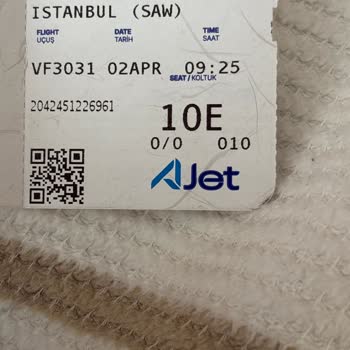 ISTANBUL (SAW)
FLIGHT DATE TIME
UÇUŞ TARİH SAAT
VF3031 02APR 09:25
SEAT / KOLTUK
2042451226961
10E
0/0 010
AJet